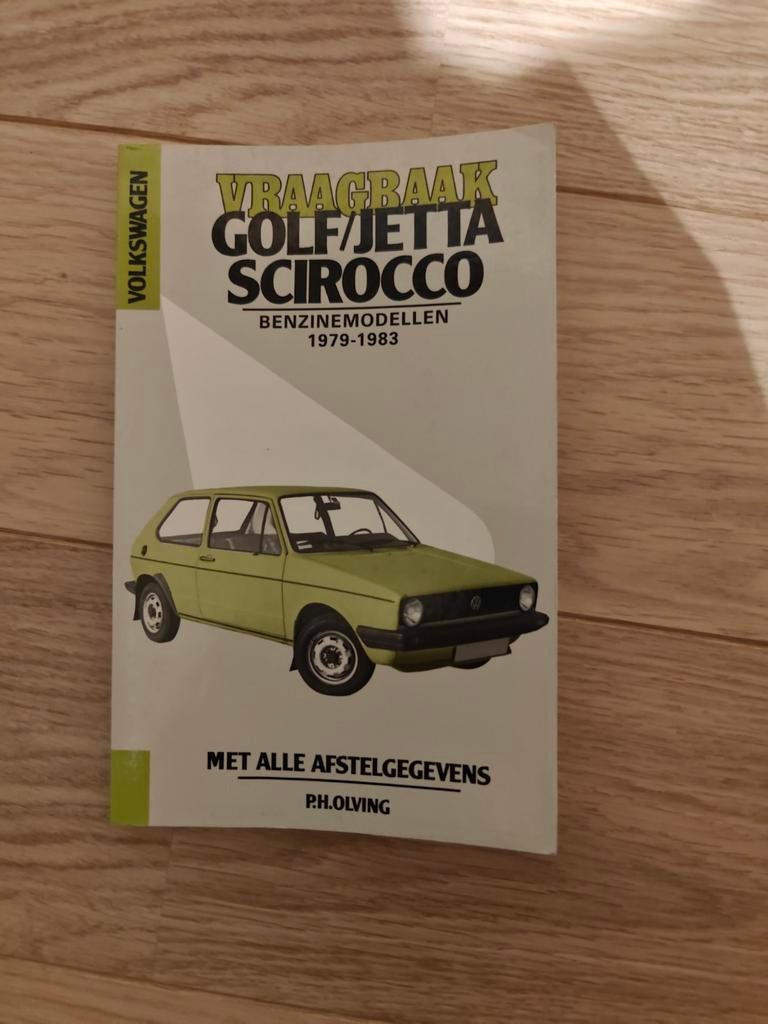 VOLKSWAGEN
VRAAGBAAK
GOLF/JETTA
SCIROCCO
BENZINEMODELLEN
1979-1983
MET ALLE AFSTELGEGEVENS
P.H.OLVING